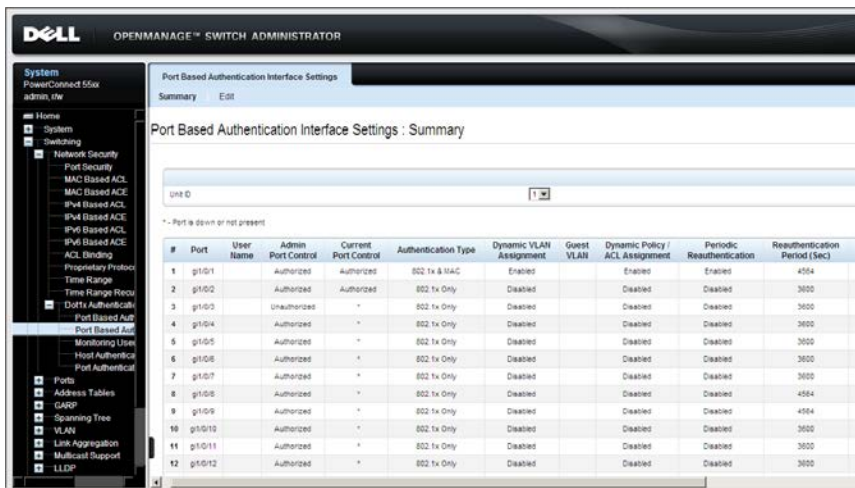 DELL OPENMANAGE™ SWITCH ADMINISTRATOR
System
PowerConnect 55xx
admin, r/w
Home
System
Switching
Network Security
Port Security
MAC Based ACL
MAC Based ACE
IPv4 Based ACL
IPv4 Based ACE
IPv6 Based ACL
IPv6 Based ACE
ACL Binding
Proprietary Protoco
Time Range
Time Range Recu
Dot1x Authenticati
Port Based Auth
Port Based Aut
Monitoring User
Host Authentica
Port Authenticat
Ports
Address Tables
GARP
Spanning Tree
VLAN
Link Aggregation
Multicast Support
LLDP
Port Based Authentication Interface Settings
Summary Edit
Port Based Authentication Interface Settings : Summary
Unit ID 1
* - Port is down or not present
# Port User Name Admin Port Control Current Port Control Authentication Type Dynamic VLAN Assignment Guest VLAN Dynamic Policy / ACL Assignment Periodic Reauthentication Reauthentication Period (Sec)
1 gi1/0/1 Authorized Authorized 802.1x & MAC Enabled Enabled Enabled 4564
2 gi1/0/2 Authorized Authorized 802.1x Only Disabled Disabled Disabled 3600
3 gi1/0/3 Unauthorized * 802.1x Only Disabled Disabled Disabled 3600
4 gi1/0/4 Authorized * 802.1x Only Disabled Disabled Disabled 3600
5 gi1/0/5 Authorized * 802.1x Only Disabled Disabled Disabled 3600
6 gi1/0/6 Authorized * 802.1x Only Disabled Disabled Disabled 3600
7 gi1/0/7 Authorized * 802.1x Only Disabled Disabled Disabled 3600
8 gi1/0/8 Authorized * 802.1x Only Disabled Disabled Disabled 4564
9 gi1/0/9 Authorized * 802.1x Only Disabled Disabled Disabled 4564
10 gi1/0/10 Authorized * 802.1x Only Disabled Disabled Disabled 3600
11 gi1/0/11 Authorized * 802.1x Only Disabled Disabled Disabled 3600
12 gi1/0/12 Authorized * 802.1x Only Disabled Disabled Disabled 3600